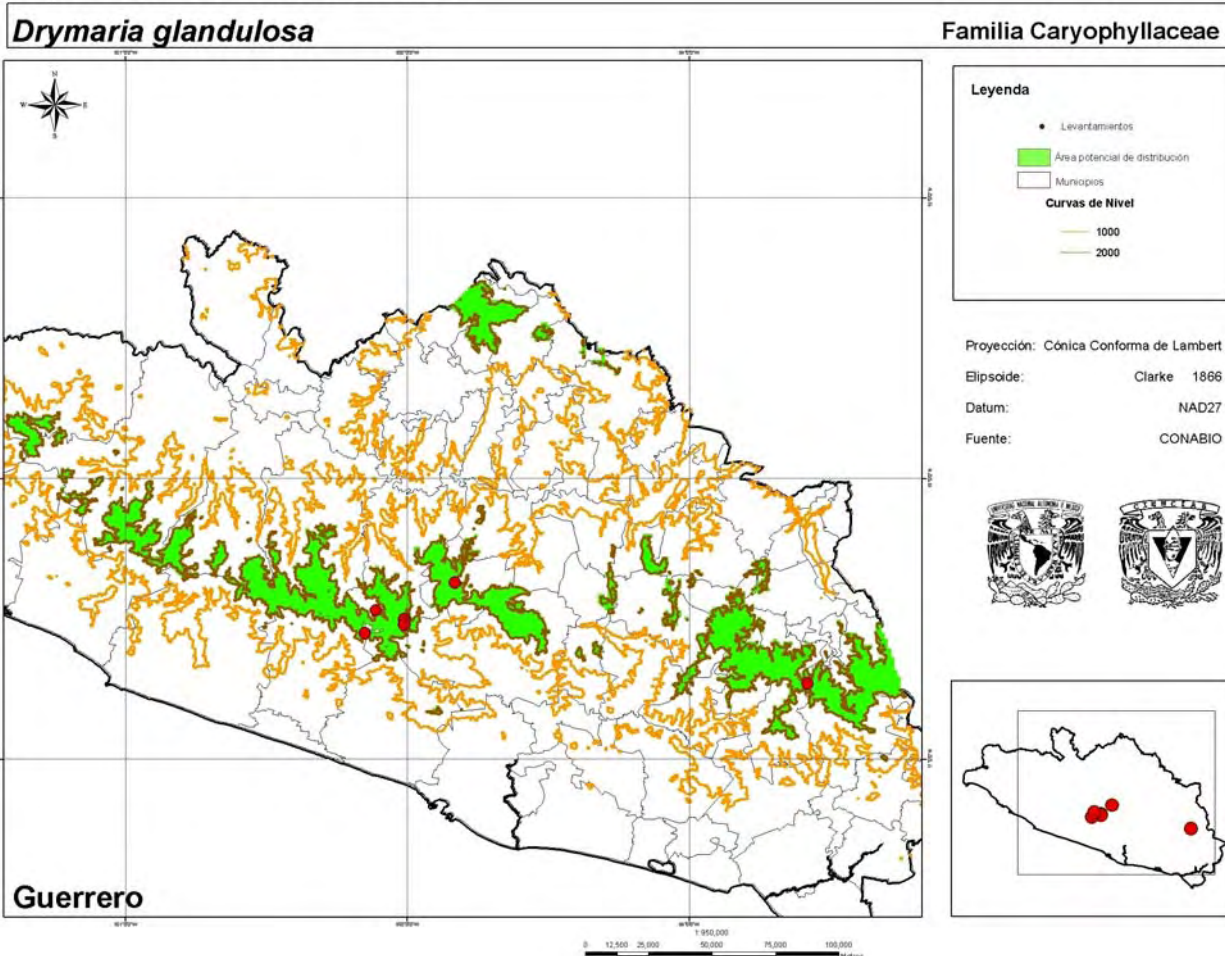 Drymaria glandulosa
Familia Caryophyllaceae
N
W E
S
Leyenda
Levantamientos
Área potencial de distribución
Municipios
Curvas de Nivel
1000
2000
Proyección: Cónica Conforma de Lambert
Elipsoide: Clarke 1866
Datum: NAD27
Fuente: CONABIO
Guerrero
1:950,000
0 12,500 25,000 50,000 75,000 100,000